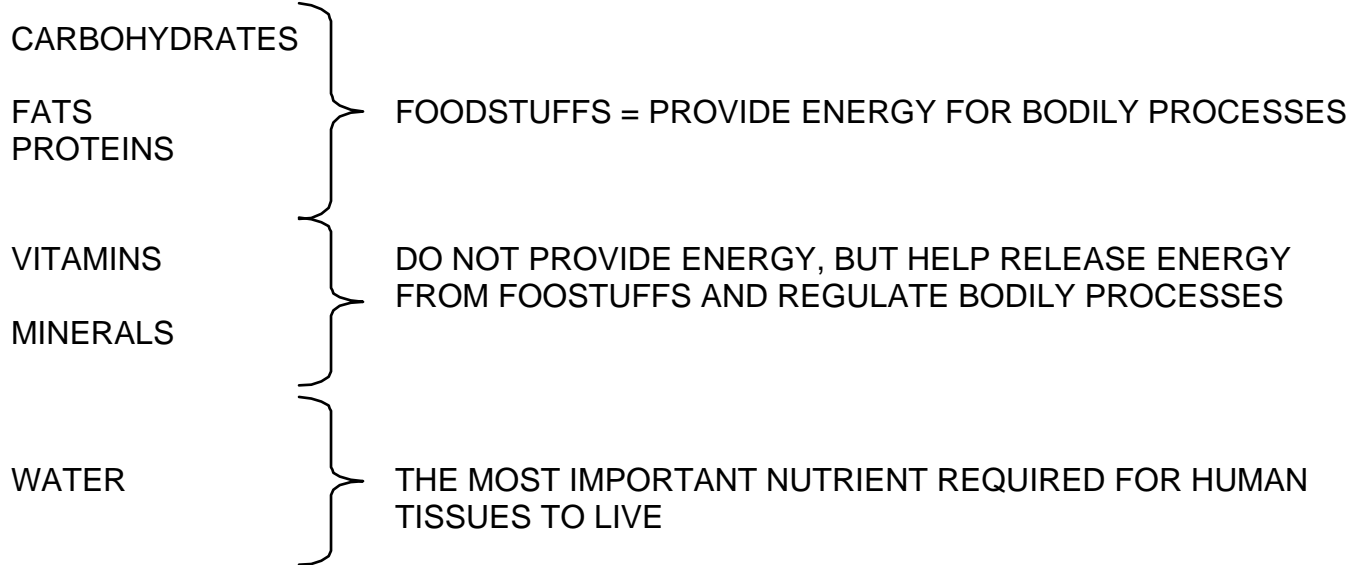 CARBOHYDRATES
FATS
PROTEINS
FOODSTUFFS = PROVIDE ENERGY FOR BODILY PROCESSES
VITAMINS
MINERALS
DO NOT PROVIDE ENERGY, BUT HELP RELEASE ENERGY
FROM FOOSTUFFS AND REGULATE BODILY PROCESSES
WATER
THE MOST IMPORTANT NUTRIENT REQUIRED FOR HUMAN
TISSUES TO LIVE